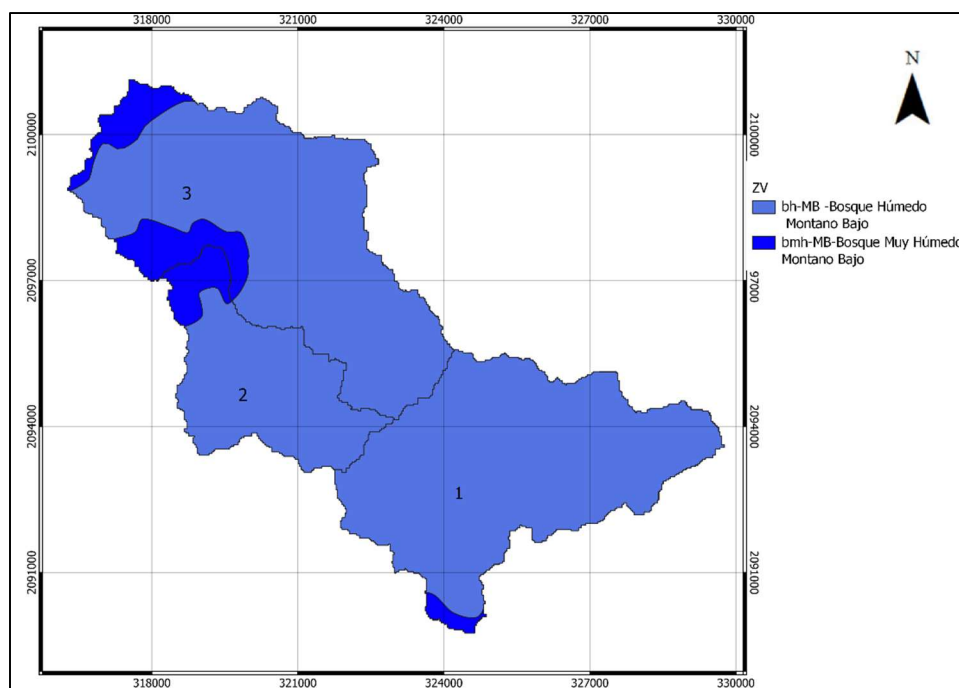 318000 321000 324000 327000 330000
N
2100000 2100000
ZV
bh-MB -Bosque Húmedo
Montano Bajo
3
bmh-MB-Bosque Muy Húmedo
Montano Bajo
2097000 97000
2
2094000 2094000
1
2091000 2091000
318000 321000 324000 327000 330000